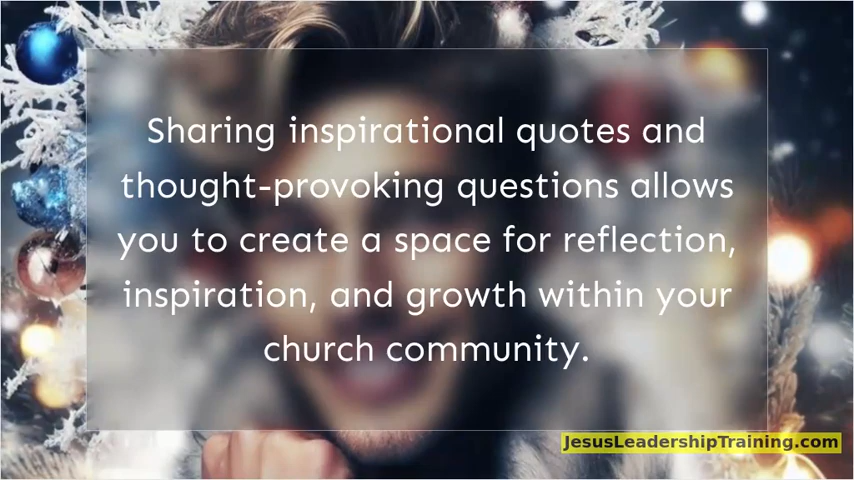 Sharing inspirational quotes and
thought-provoking questions allows
you to create a space for reflection,
inspiration, and growth within your
church community.
JesusLeadershipTraining.com